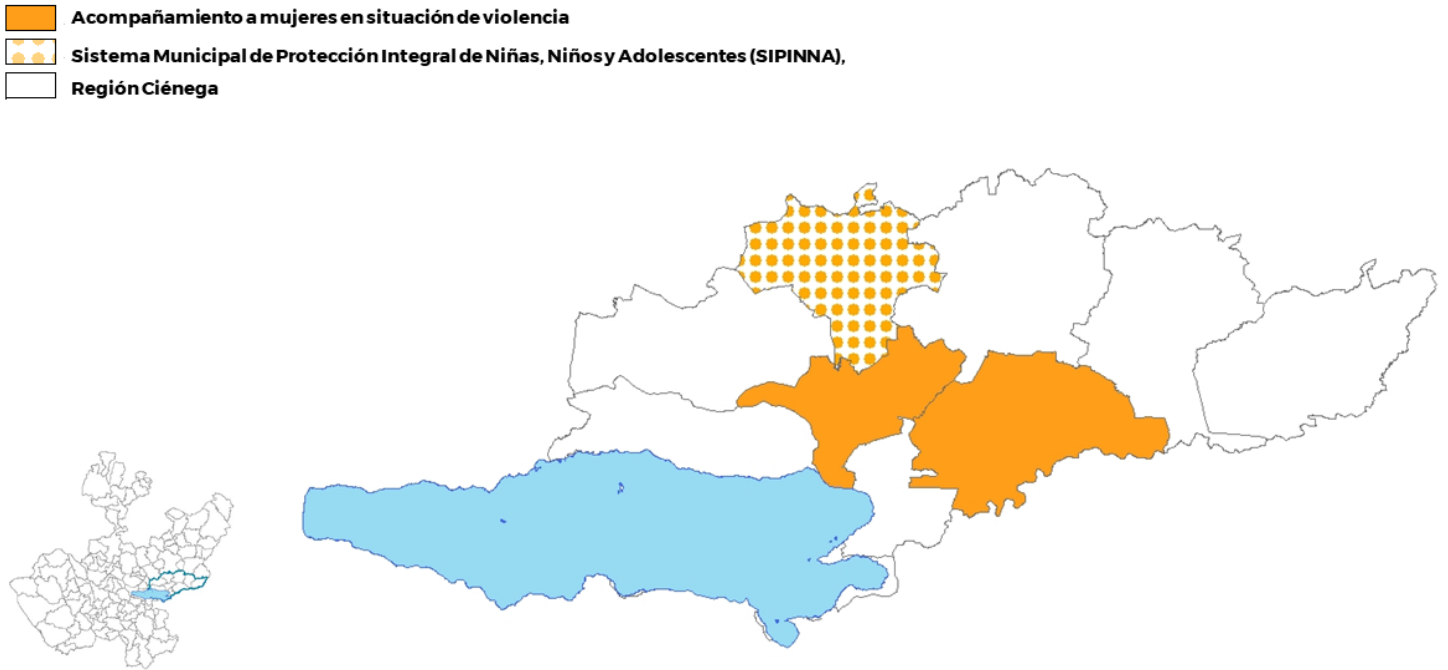 Acompañamiento a mujeres en situación de violencia
Sistema Municipal de Protección Integral de Niñas, Niños y Adolescentes (SIPINNA),
Región Ciénega